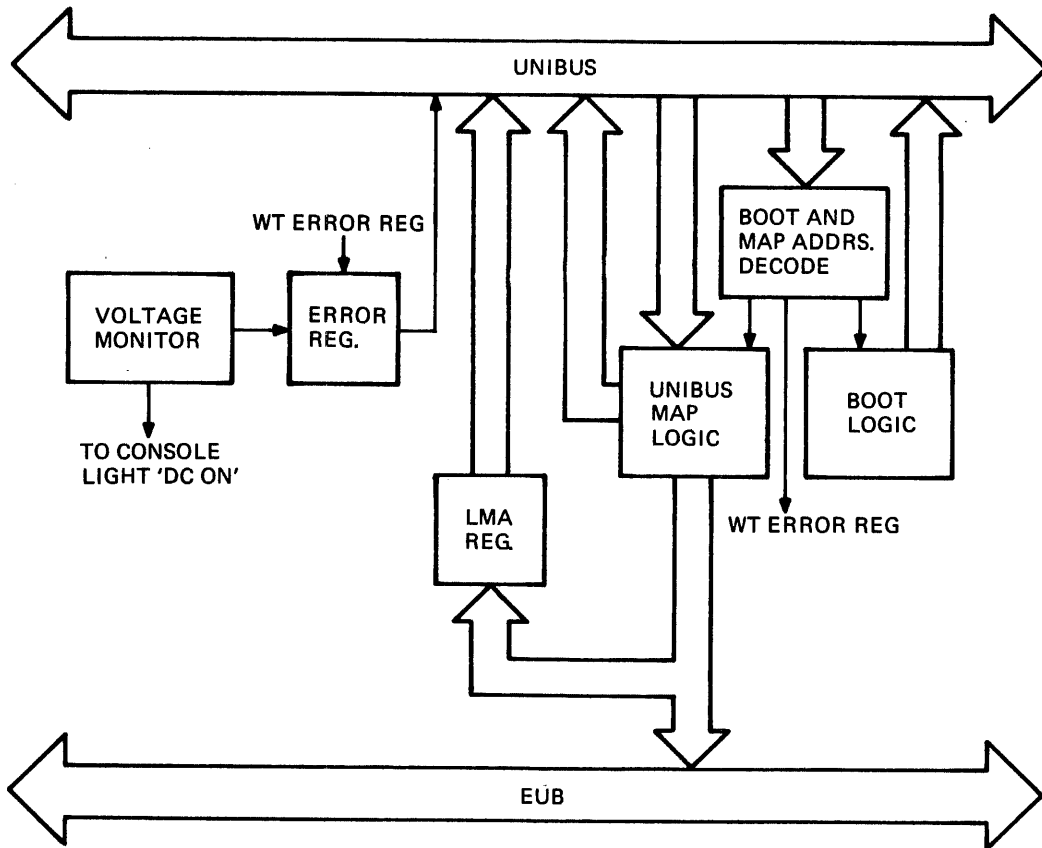 UNIBUS
WT ERROR REG
BOOT AND
MAP ADDRS.
DECODE
VOLTAGE
MONITOR
ERROR
REG.
UNIBUS
MAP
LOGIC
BOOT
LOGIC
TO CONSOLE
LIGHT 'DC ON'
LMA
REG.
WT ERROR REG
EUB